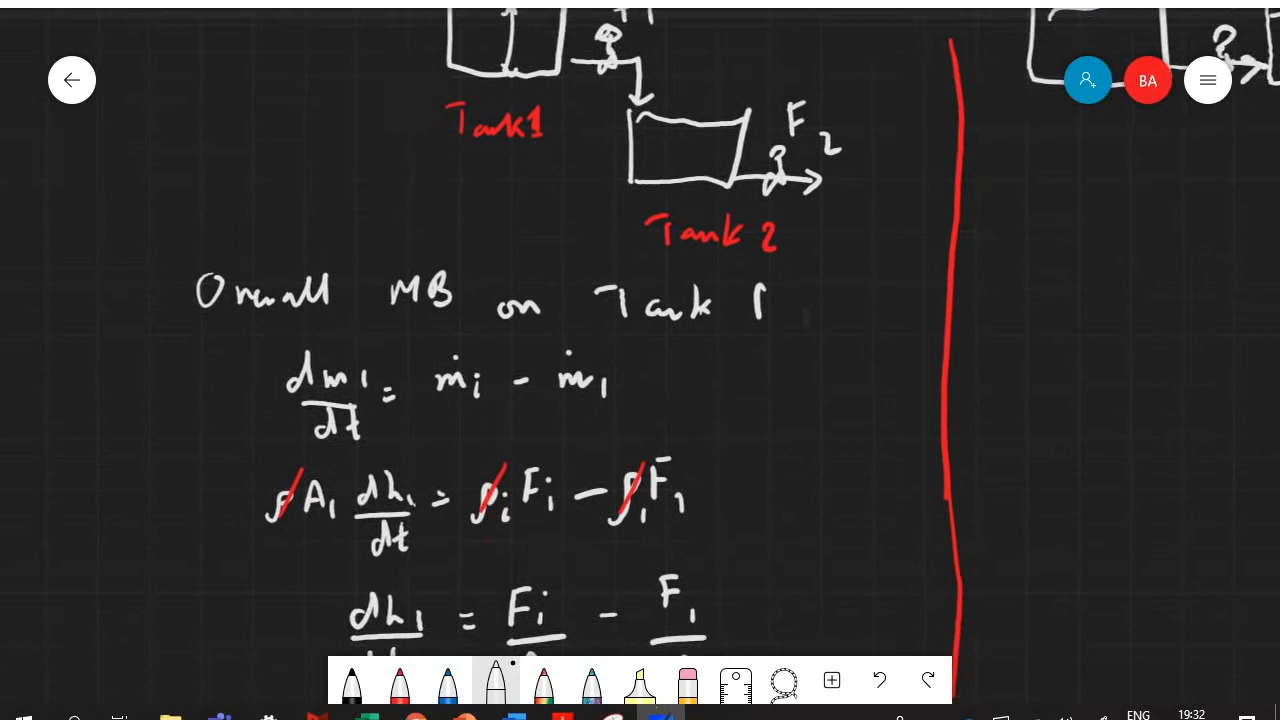 Tank1
F2
Tank 2
BA
Overall MB on Tank 1
dm1/dt = ṁi - ṁ1
ρA1 dh1/dt = ρiFi - ρ1F1
dh1 = Fi - F1
ENG
19:32